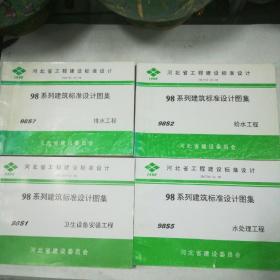 河北省工程建设标准设计
98系列建筑标准设计图集
98S7 排水工程
河北省建设委员会
河北省工程建设标准设计
98系列建筑标准设计图集
98S2 给水工程
河北省建设委员会
河北省工程建设标准设计
98系列建筑标准设计图集
98S1 卫生设备安装工程
河北省建设委员会
河北省工程建设标准设计
98系列建筑标准设计图集
98S5 水处理工程
河北省建设委员会